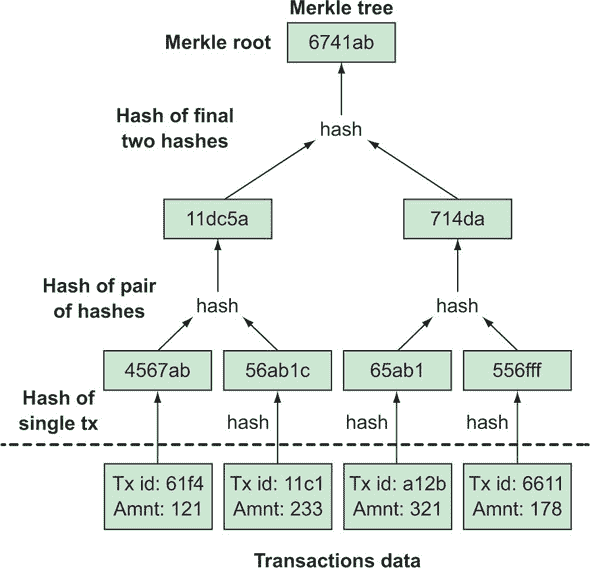 Merkle tree
Merkle root
6741ab
Hash of final
two hashes
hash
11dc5a
714da
Hash of pair
of hashes
hash
hash
4567ab
56ab1c
65ab1
556fff
Hash of
single tx
hash
hash
hash
Tx id: 61f4
Amnt: 121
Tx id: 11c1
Amnt: 233
Tx id: a12b
Amnt: 321
Tx id: 6611
Amnt: 178
Transactions data